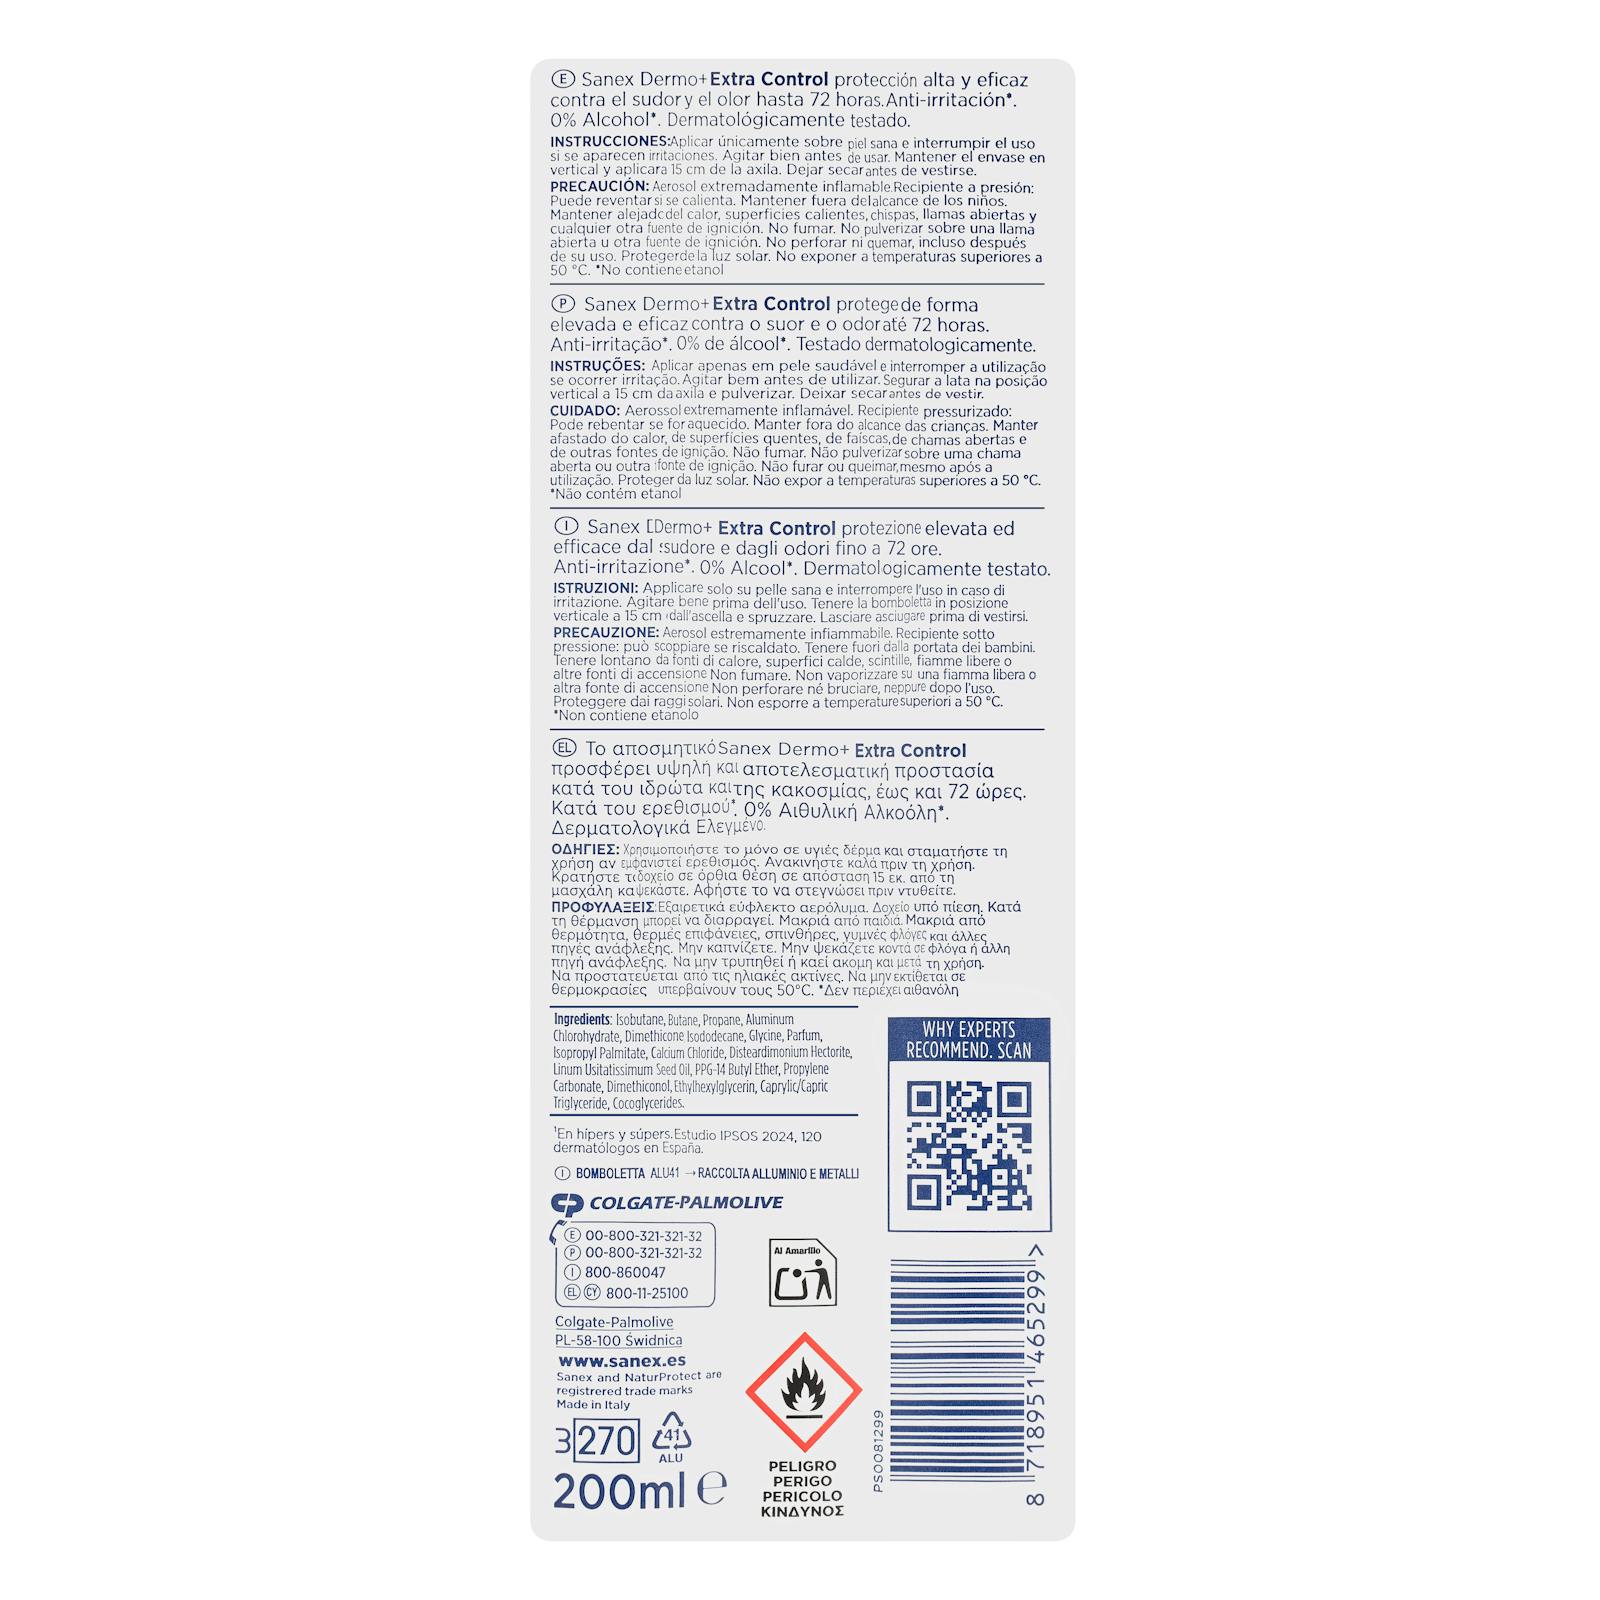 E Sanex Dermo+ Extra Control protección alta y eficaz
contra el sudor y el olor hasta 72 horas. Anti-irritación*.
0% Alcohol*. Dermatológicamente testado.
INSTRUCCIONES: Aplicar únicamente sobre piel sana e interrumpir el uso
si se aparecen irritaciones. Agitar bien antes de usar. Mantener el envase en
vertical y aplicar a 15 cm de la axila. Dejar secar antes de vestirse.
PRECAUCIÓN: Aerosol extremadamente inflamable. Recipiente a presión:
Puede reventar si se calienta. Mantener fuera del alcance de los niños.
Mantener alejado del calor, superficies calientes, chispas, llamas abiertas y
cualquier otra fuente de ignición. No fumar. No pulverizar sobre una llama
abierta u otra fuente de ignición. No perforar ni quemar, incluso después
de su uso. Proteger de la luz solar. No exponer a temperaturas superiores a
50 °C. *No contiene etanol
P Sanex Dermo+ Extra Control protege de forma
elevada e eficaz contra o suor e o odor até 72 horas.
Anti-irritação*. 0% de álcool*. Testado dermatologicamente.
INSTRUÇÕES: Aplicar apenas em pele saudável e interromper a utilização
se ocorrer irritação. Agitar bem antes de utilizar. Segurar a lata na posição
vertical a 15 cm da axila e pulverizar. Deixar secar antes de vestir.
CUIDADO: Aerossol extremamente inflamável. Recipiente pressurizado:
Pode rebentar se for aquecido. Manter fora do alcance das crianças. Manter
afastado do calor, de superfícies quentes, de faíscas, de chamas abertas e
de outras fontes de ignição. Não fumar. Não pulverizar sobre uma chama
aberta ou outra fonte de ignição. Não furar ou queimar, mesmo após a
utilização. Proteger da luz solar. Não expor a temperaturas superiores a 50 °C.
*Não contém etanol
I Sanex Dermo+ Extra Control protezione elevata ed
efficace dal sudore e dagli odori fino a 72 ore.
Anti-irritazione*. 0% Alcool*. Dermatologicamente testato.
ISTRUZIONI: Applicare solo su pelle sana e interrompere l'uso in caso di
irritazione. Agitare bene prima dell'uso. Tenere la bomboletta in posizione
verticale a 15 cm dall'ascella e spruzzare. Lasciare asciugare prima di vestirsi.
PRECAUZIONE: Aerosol estremamente infiammabile. Recipiente sotto
pressione: può scoppiare se riscaldato. Tenere fuori dalla portata dei bambini.
Tenere lontano da fonti di calore, superfici calde, scintille, fiamme libere o
altre fonti di accensione Non fumare. Non vaporizzare su una fiamma libera o
altra fonte di accensione Non perforare né bruciare, neppure dopo l'uso.
Proteggere dai raggi solari. Non esporre a temperature superiori a 50 °C.
*Non contiene etanolo
EL Το αποσμητικό Sanex Dermo+ Extra Control
προσφέρει υψηλή και αποτελεσματική προστασία
κατά του ιδρώτα και της κακοσμίας, έως και 72 ώρες.
Κατά του ερεθισμού*. 0% Αιθυλική Αλκοόλη*.
Δερματολογικά Ελεγμένο.
ΟΔΗΓΙΕΣ: Χρησιμοποιήστε το μόνο σε υγιές δέρμα και σταματήστε τη
χρήση αν εμφανιστεί ερεθισμός. Ανακινήστε καλά πριν τη χρήση.
Κρατήστε το δοχείο σε όρθια θέση σε απόσταση 15 εκ. από τη
μασχάλη και ψεκάστε. Αφήστε το να στεγνώσει πριν ντυθείτε.
ΠΡΟΦΥΛΑΞΕΙΣ: Εξαιρετικά εύφλεκτο αερόλυμα. Δοχείο υπό πίεση. Κατά
τη θέρμανση μπορεί να διαρραγεί. Μακριά από παιδιά. Μακριά από
θερμότητα, θερμές επιφάνειες, σπινθήρες, γυμνές φλόγες και άλλες
πηγές ανάφλεξης. Μην καπνίζετε. Μην ψεκάζετε κοντά σε φλόγα ή άλλη
πηγή ανάφλεξης. Να μην τρυπηθεί ή καεί ακομη και μετά τη χρήση.
Να προστατεύεται από τις ηλιακές ακτίνες. Να μην εκτίθεται σε
θερμοκρασίες υπερβαίνουν τους 50°C. *Δεν περιέχει αιθανόλη
Ingredients: Isobutane, Butane, Propane, Aluminum
Chlorohydrate, Dimethicone Isododecane, Glycine, Parfum,
Isopropyl Palmitate, Calcium Chloride, Disteardimonium Hectorite,
Linum Usitatissimum Seed Oil, PPG-14 Butyl Ether, Propylene
Carbonate, Dimethiconol, Ethylhexylglycerin, Caprylic/Capric
Triglyceride, Cocoglycerides.
WHY EXPERTS
RECOMMEND. SCAN
¹En hípers y súpers. Estudio IPSOS 2024, 120
dermatólogos en España.
I BOMBOLETTA ALU41 → RACCOLTA ALLUMINIO E METALLI
CP COLGATE-PALMOLIVE
E 00-800-321-321-32
P 00-800-321-321-32
I 800-860047
EL CY 800-11-25100
Colgate-Palmolive
PL-58-100 Świdnica
www.sanex.es
Sanex and NaturProtect are
registrered trade marks
Made in Italy
3 270
41
ALU
200ml e
Al Amarillo
PELIGRO
PERIGO
PERICOLO
ΚΙΝΔΥΝΟΣ
PS0081299
8 718951 465299 >